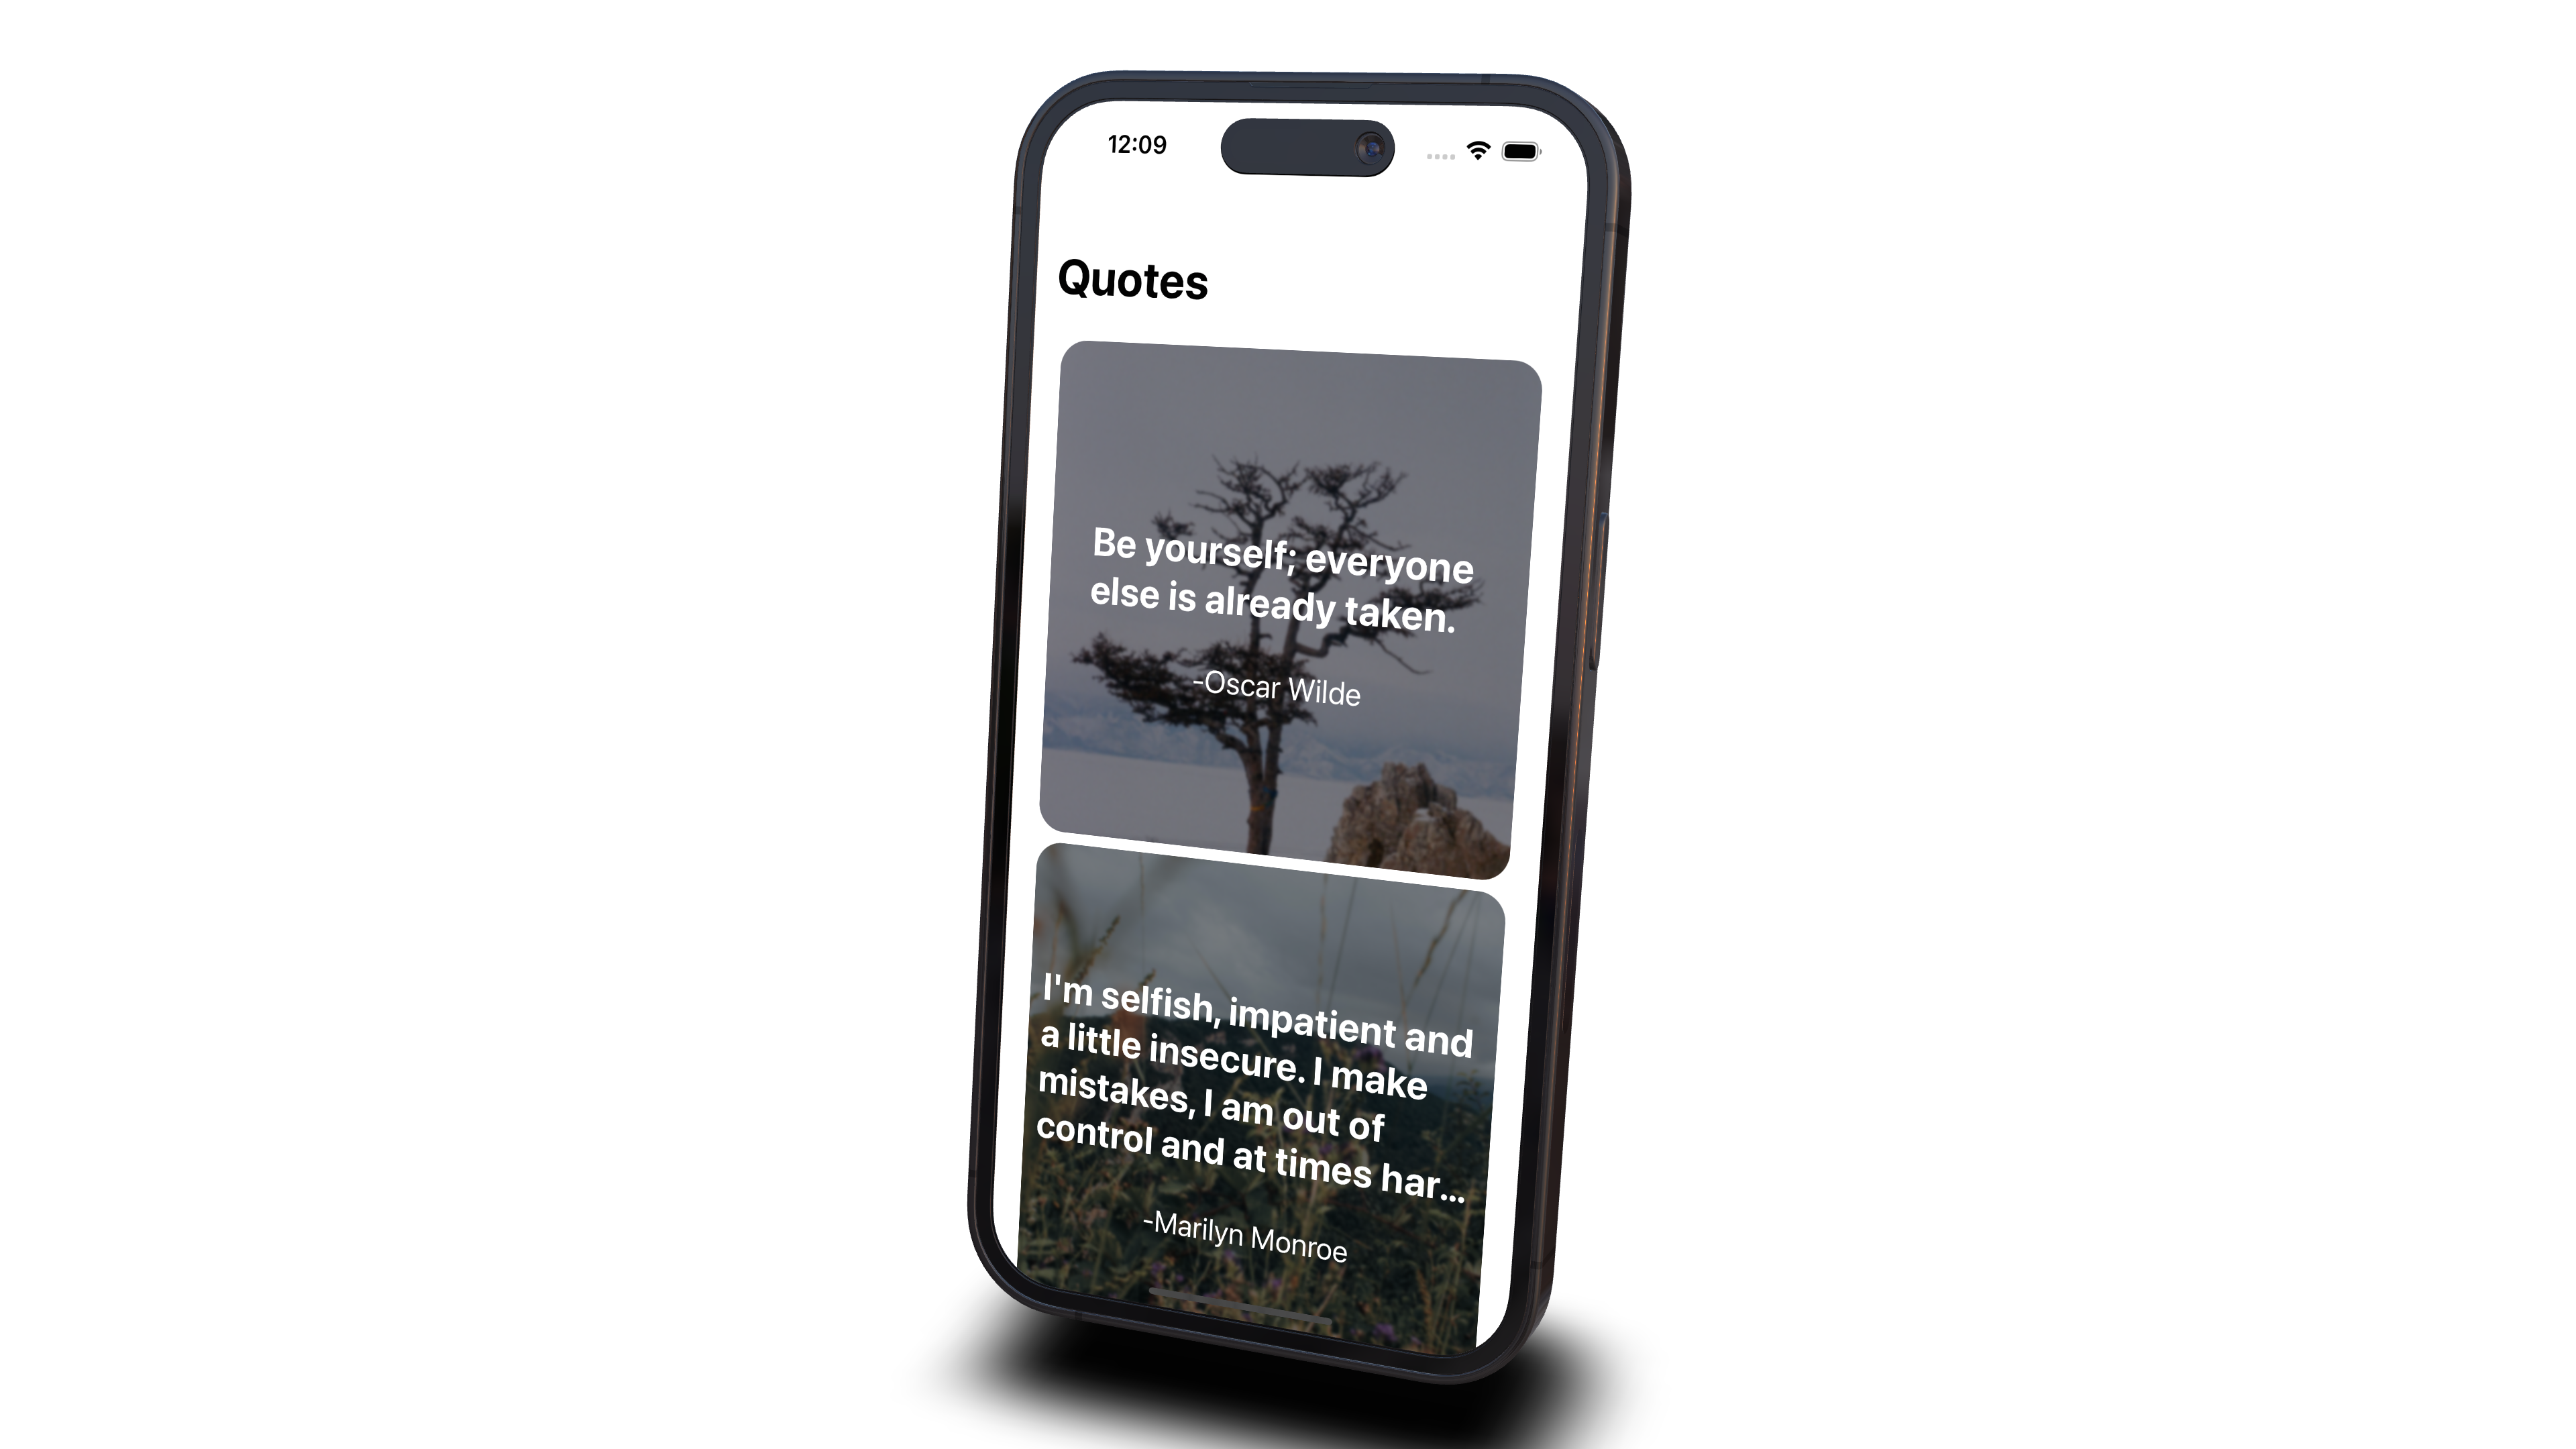 12:09
Quotes
Be yourself; everyone
else is already taken.
-Oscar Wilde
I'm selfish, impatient and
a little insecure. I make
mistakes, I am out of
control and at times har...
-Marilyn Monroe